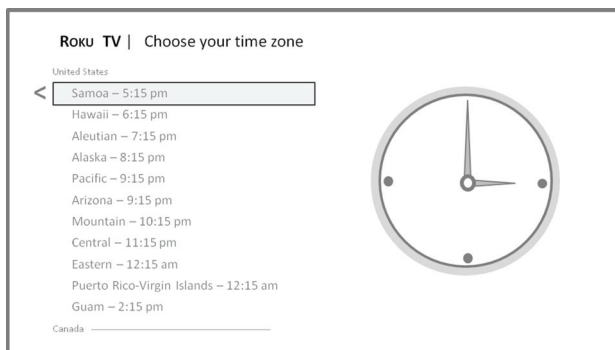 ROKU TV | Choose your time zone
United States
<
Samoa – 5:15 pm
Hawaii – 6:15 pm
Aleutian – 7:15 pm
Alaska – 8:15 pm
Pacific – 9:15 pm
Arizona – 9:15 pm
Mountain – 10:15 pm
Central – 11:15 pm
Eastern – 12:15 am
Puerto Rico-Virgin Islands – 12:15 am
Guam – 2:15 pm
Canada